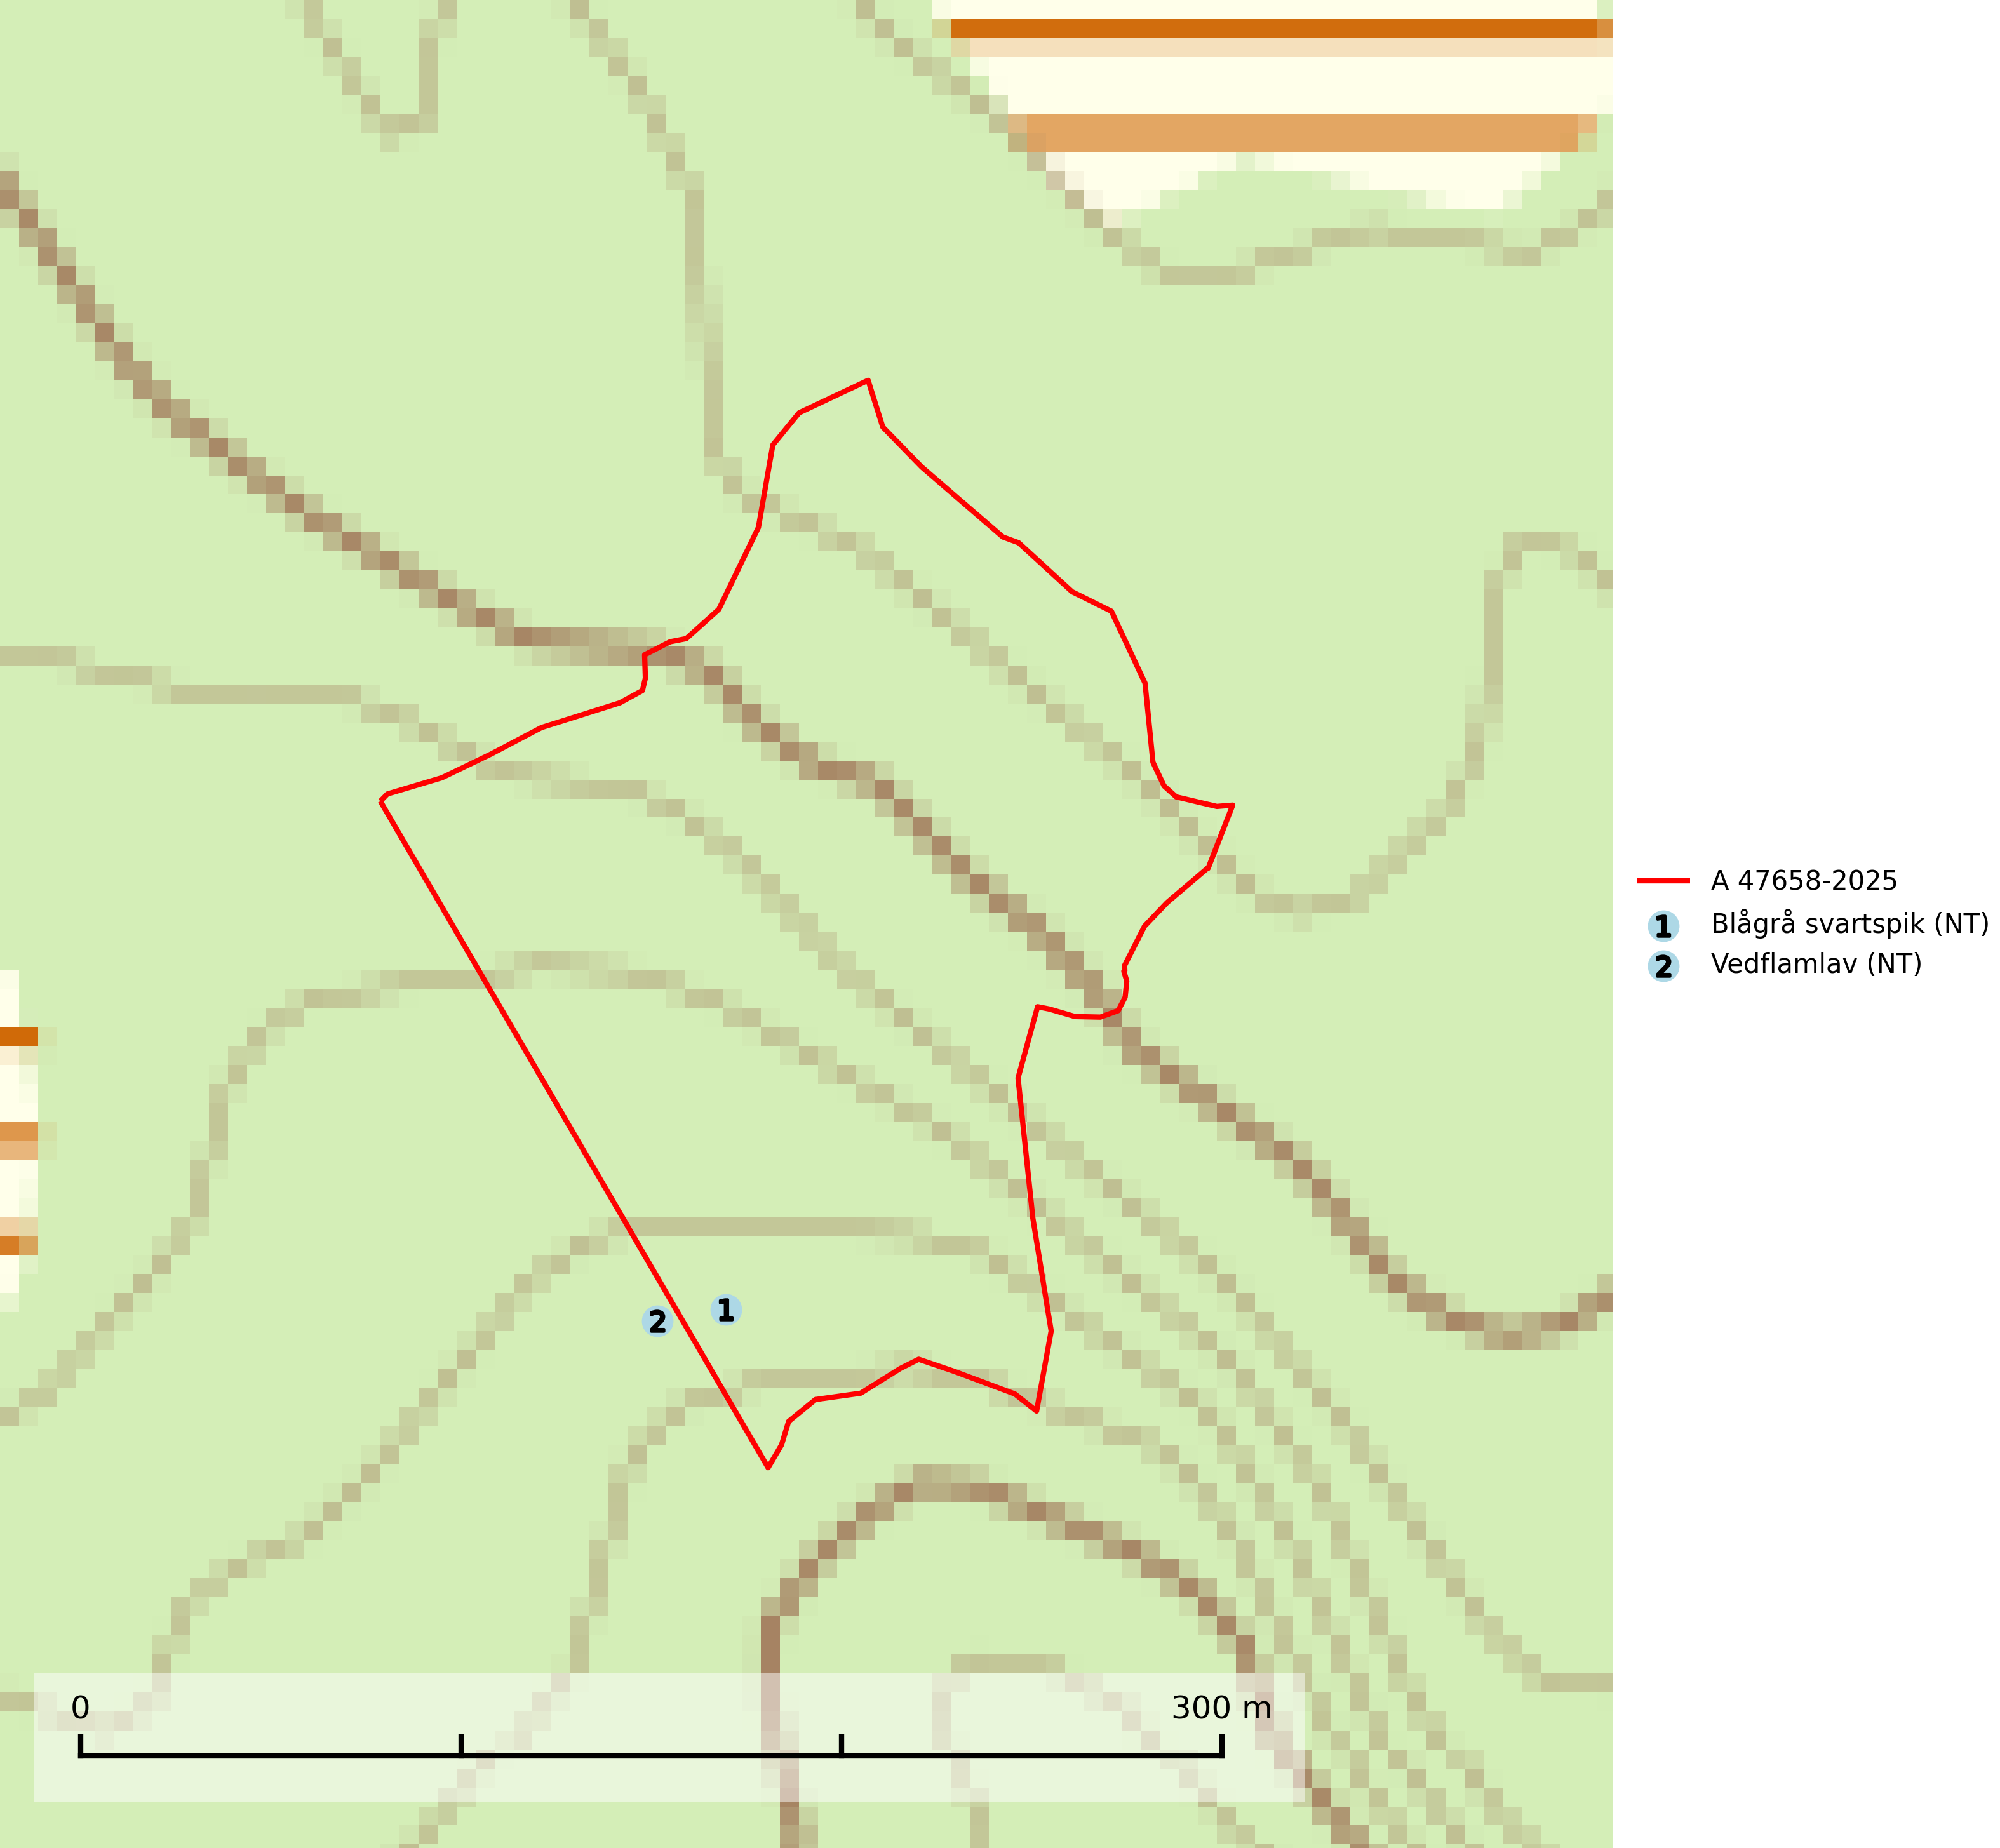 A 47658-2025
1 Blågrå svartspik (NT)
2 Vedflamlav (NT)
2 1
0 300 m